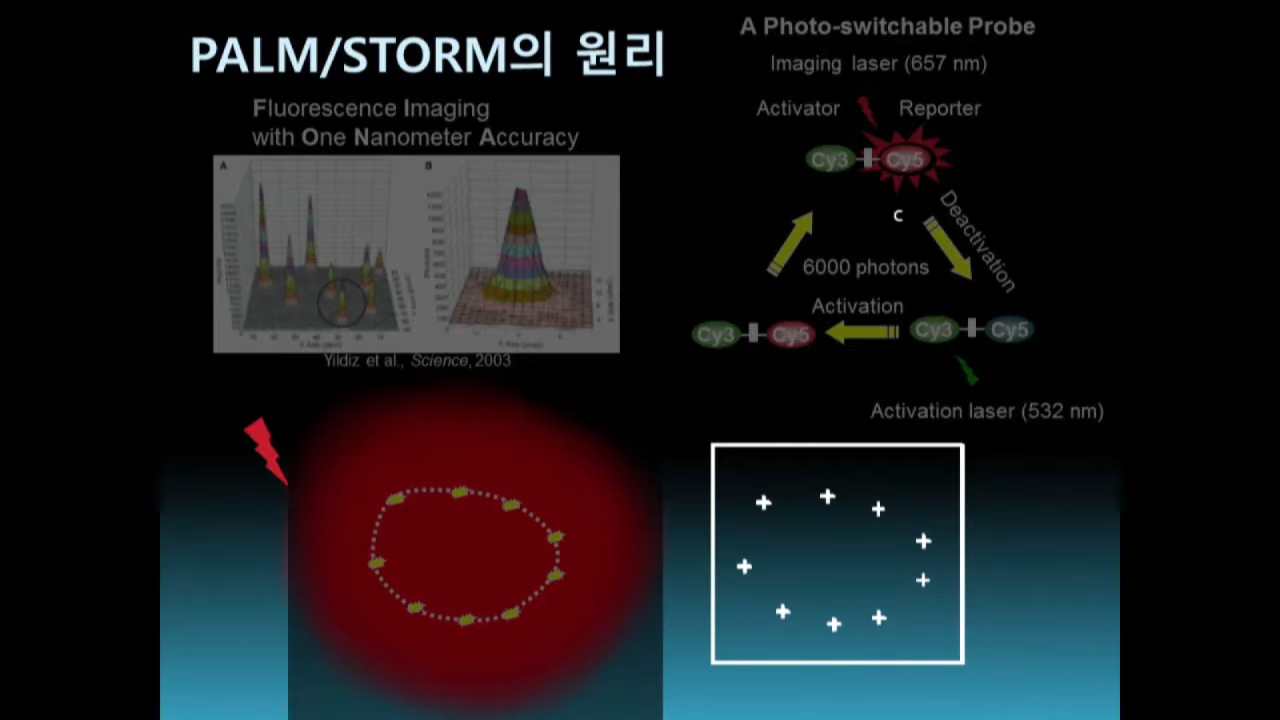 PALM/STORM의 원리
Fluorescence Imaging
with One Nanometer Accuracy
A
B
Yildiz et al., Science, 2003
A Photo-switchable Probe
Imaging laser (657 nm)
Activator
Reporter
Cy3
Cy5
C
Deactivation
6000 photons
Activation
Cy3
Cy5
Cy3
Cy5
Activation laser (532 nm)